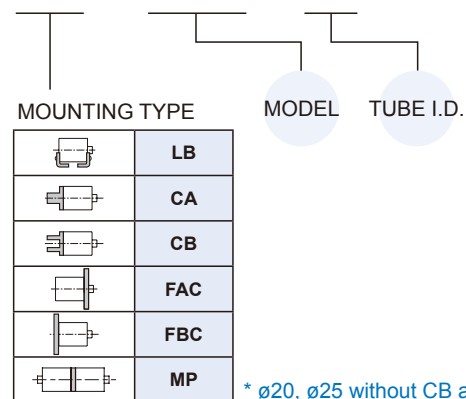 MOUNTING TYPE MODEL TUBE I.D.
LB
CA
CB
FAC
FBC
MP
* ø20, ø25 without CB a